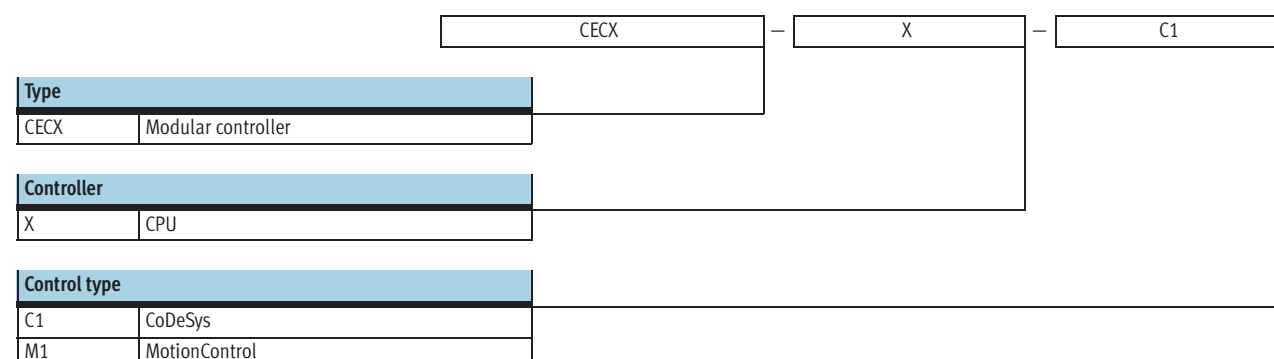 CECX – X – C1
Type
CECX Modular controller
Controller
X CPU
Control type
C1 CoDeSys
M1 MotionControl